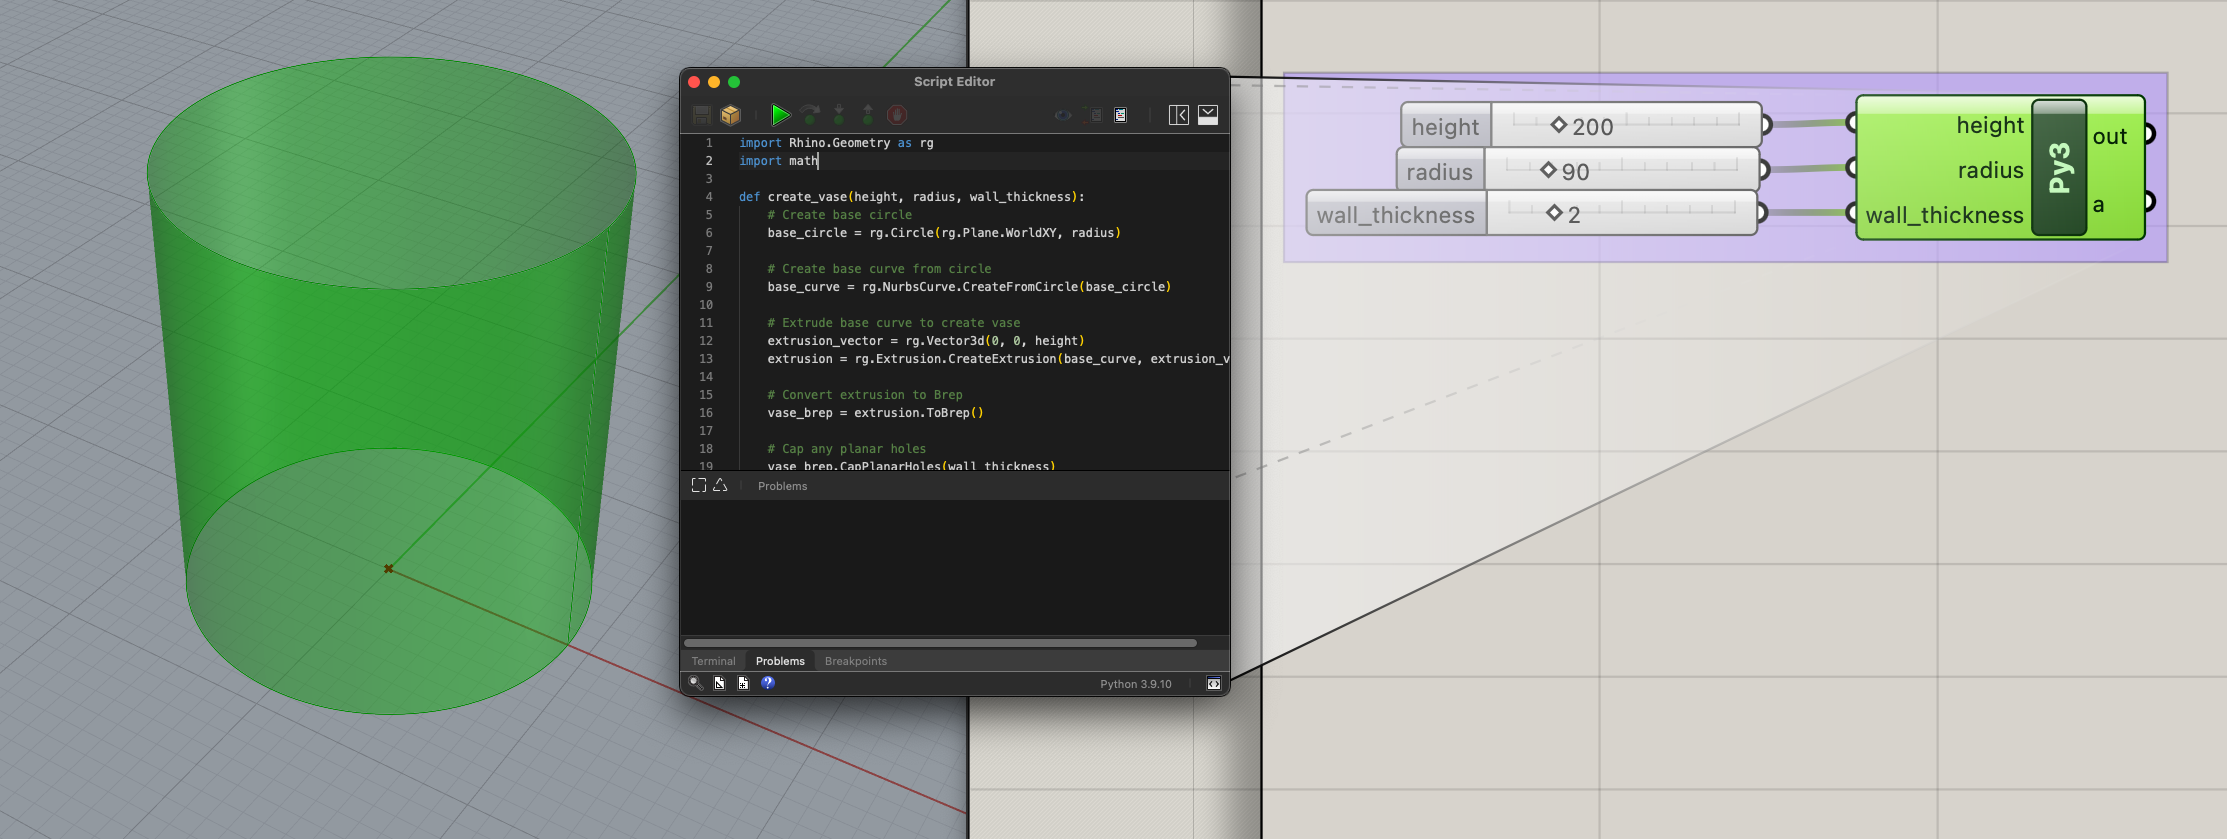 Script Editor
1 import Rhino.Geometry as rg
2 import math
3
4 def create_vase(height, radius, wall_thickness):
5 # Create base circle
6 base_circle = rg.Circle(rg.Plane.WorldXY, radius)
7
8 # Create base curve from circle
9 base_curve = rg.NurbsCurve.CreateFromCircle(base_circle)
10
11 # Extrude base curve to create vase
12 extrusion_vector = rg.Vector3d(0, 0, height)
13 extrusion = rg.Extrusion.CreateExtrusion(base_curve, extrusion_v
14
15 # Convert extrusion to Brep
16 vase_brep = extrusion.ToBrep()
17
18 # Cap any planar holes
19 vase_brep.CapPlanarHoles(wall_thickness)
Problems
Terminal Problems Breakpoints
Python 3.9.10
height 200
radius 90
wall_thickness 2
height
radius
wall_thickness
Py3
out
a